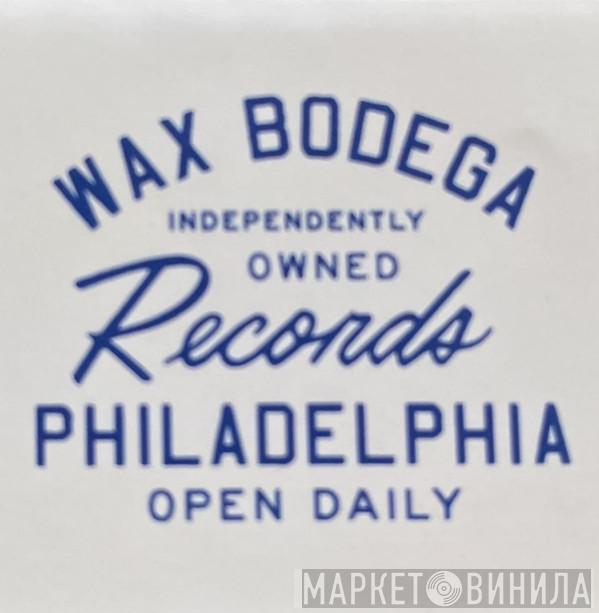 WAX BODEGA
INDEPENDENTLY
OWNED
Records
PHILADELPHIA
OPEN DAILY
МАРКЕТ ВИНИЛА